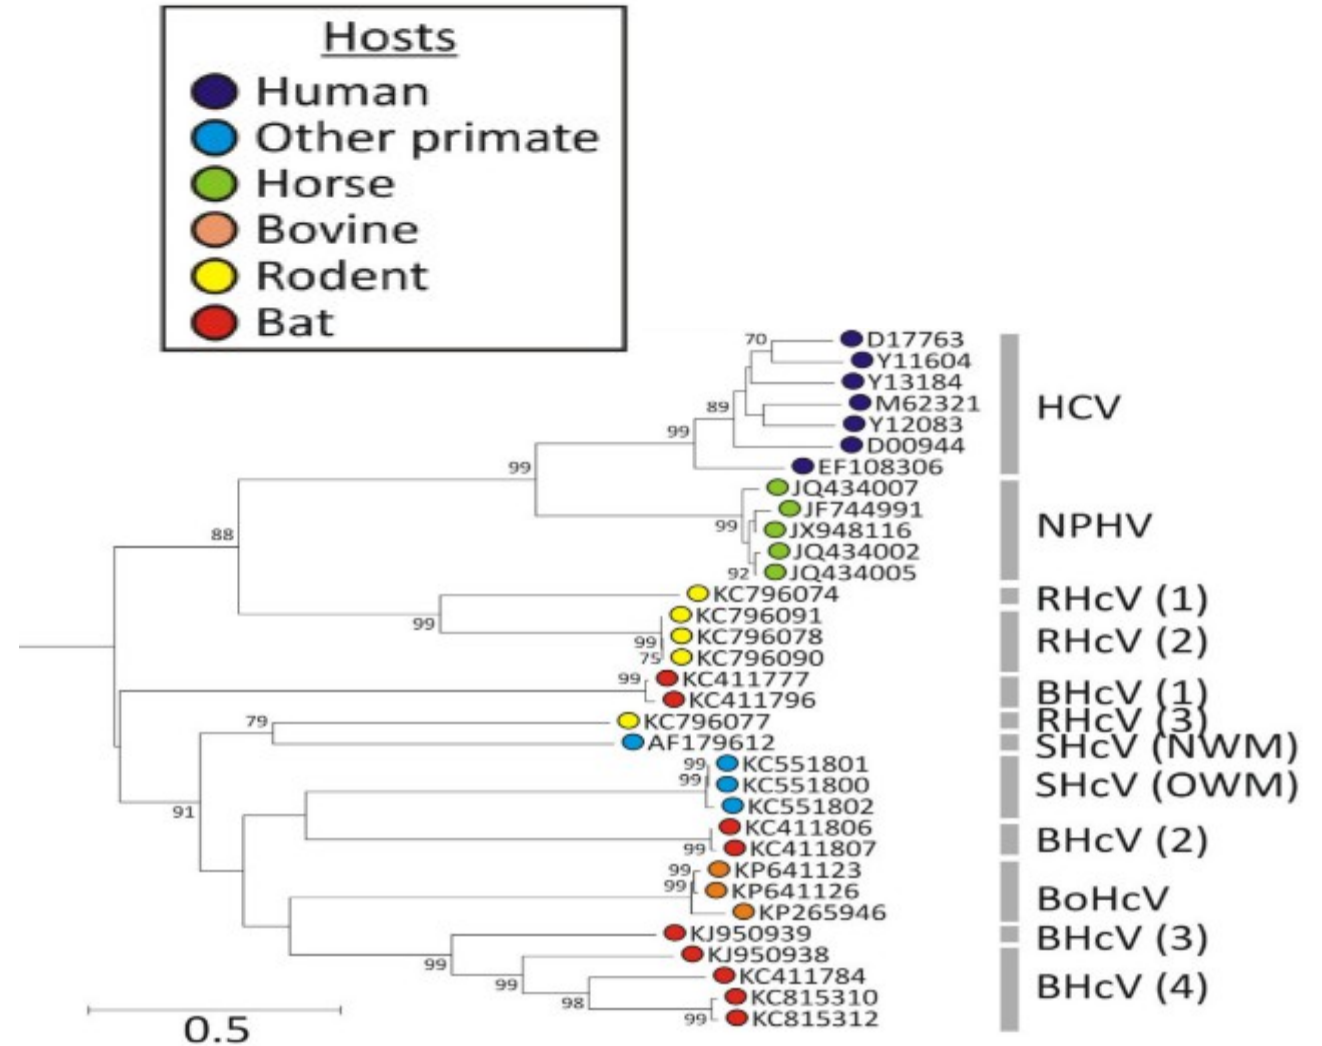 Hosts
Human
Other primate
Horse
Bovine
Rodent
Bat
70
D17763
Y11604
Y13184
M62321
HCV
89
Y12083
99
D00944
99
EF108306
JQ434007
JF744991
99
JX948116
NPHV
88
JQ434002
92
JQ434005
KC796074
RHcV (1)
99
KC796091
99
KC796078
RHcV (2)
75
KC796090
99
KC411777
KC411796
BHcV (1)
79
KC796077
RHcV (3)
AF179612
SHcV (NWM)
99
KC551801
99
KC551800
SHcV (OWM)
91
KC551802
KC411806
99
KC411807
BHcV (2)
99
KP641123
99
KP641126
BoHcV
KP265946
KJ950939
BHcV (3)
99
KJ950938
99
KC411784
BHcV (4)
98
KC815310
99
KC815312
0.5